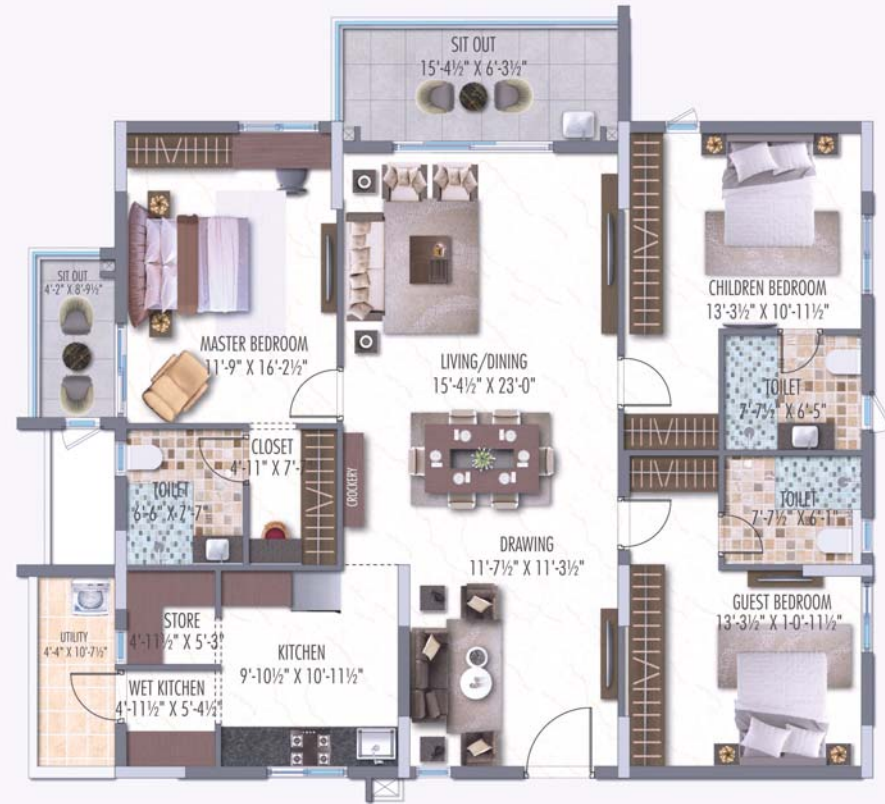 SIT OUT
15'-4½" X 6'-3½"
SIT OUT
4'-2" X 8'-9½"
MASTER BEDROOM
11'-9" X 16'-2½"
CHILDREN BEDROOM
13'-3½" X 10'-11½"
LIVING/DINING
15'-4½" X 23'-0"
TOILET
7'-7½" X 6'-5"
CLOSET
4'-11" X 7'-
CROCKERY
TOILET
6'-6" X 7'-7"
TOILET
7'-7½" X 6'-1"
DRAWING
11'-7½" X 11'-3½"
GUEST BEDROOM
13'-3½" X 1-0'-11½"
STORE
4'-11½" X 5'-3"
UTILITY
4'-4" X 10'-7½"
KITCHEN
9'-10½" X 10'-11½"
WET KITCHEN
4'-11½" X 5'-4½"